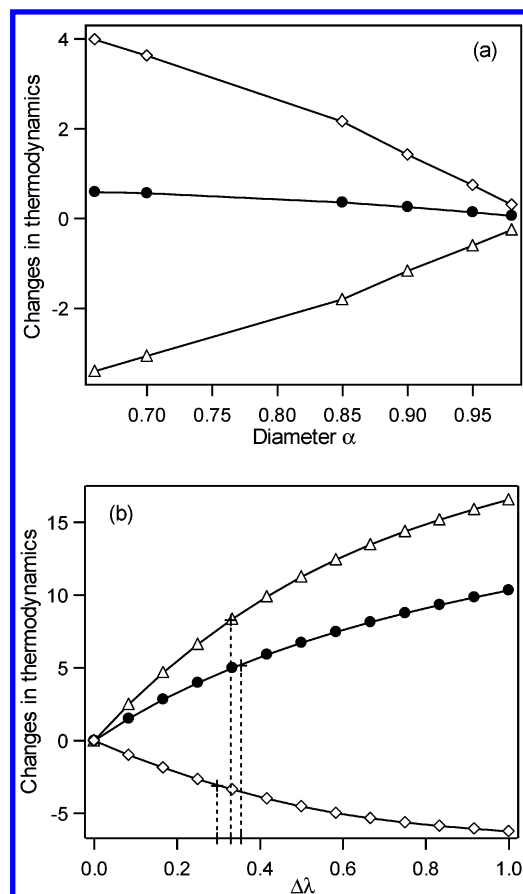 (a)
Changes in thermodynamics
4
2
0
-2
0.70 0.75 0.80 0.85 0.90 0.95
Diameter α
(b)
Changes in thermodynamics
15
10
5
0
-5
0.0 0.2 0.4 0.6 0.8 1.0
Δλ